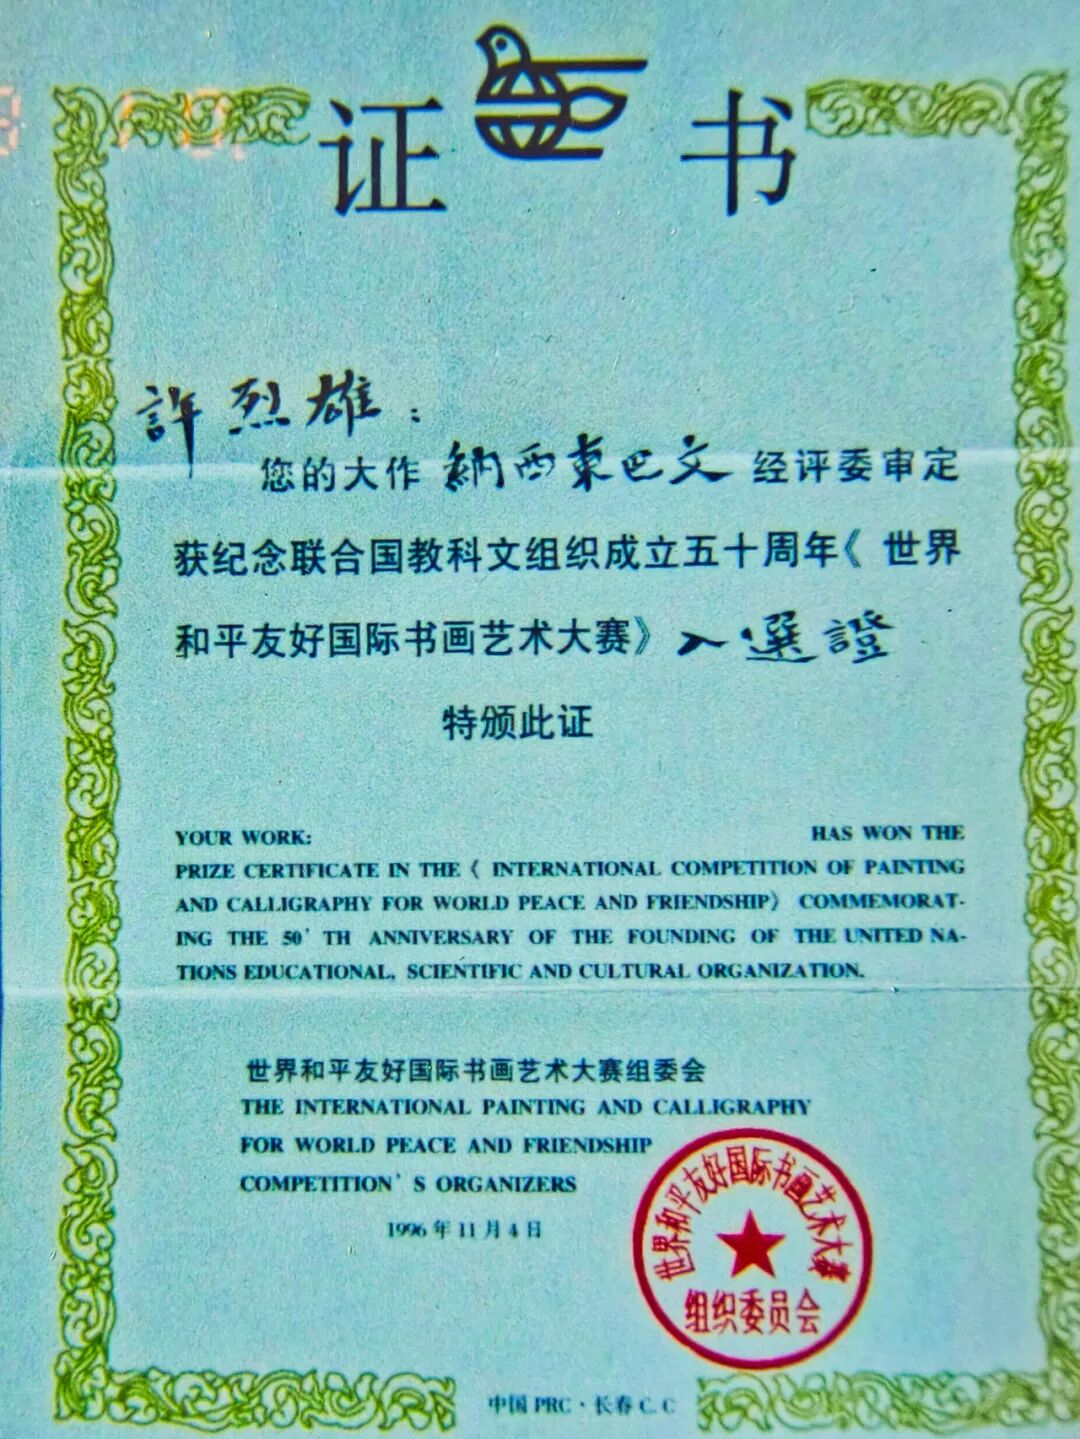 证 书
許烈雄：
您的大作 納西東巴文 经评委审定
获纪念联合国教科文组织成立五十周年《世界
和平友好国际书画艺术大赛》入選證
特颁此证
YOUR WORK: HAS WON THE
PRIZE CERTIFICATE IN THE《 INTERNATIONAL COMPETITION OF PAINTING
AND CALLIGRAPHY FOR WORLD PEACE AND FRIENDSHIP》 COMMEMORAT-
ING THE 50' TH ANNIVERSARY OF THE FOUNDING OF THE UNITED NA-
TIONS EDUCATIONAL, SCIENTIFIC AND CULTURAL ORGANIZATION.
世界和平友好国际书画艺术大赛组委会
THE INTERNATIONAL PAINTING AND CALLIGRAPHY
FOR WORLD PEACE AND FRIENDSHIP
COMPETITION' S ORGANIZERS
1996 年 11 月 4 日
世界和平友好国际书画艺术大赛
组织委员会
中国 PRC · 长春 C. C